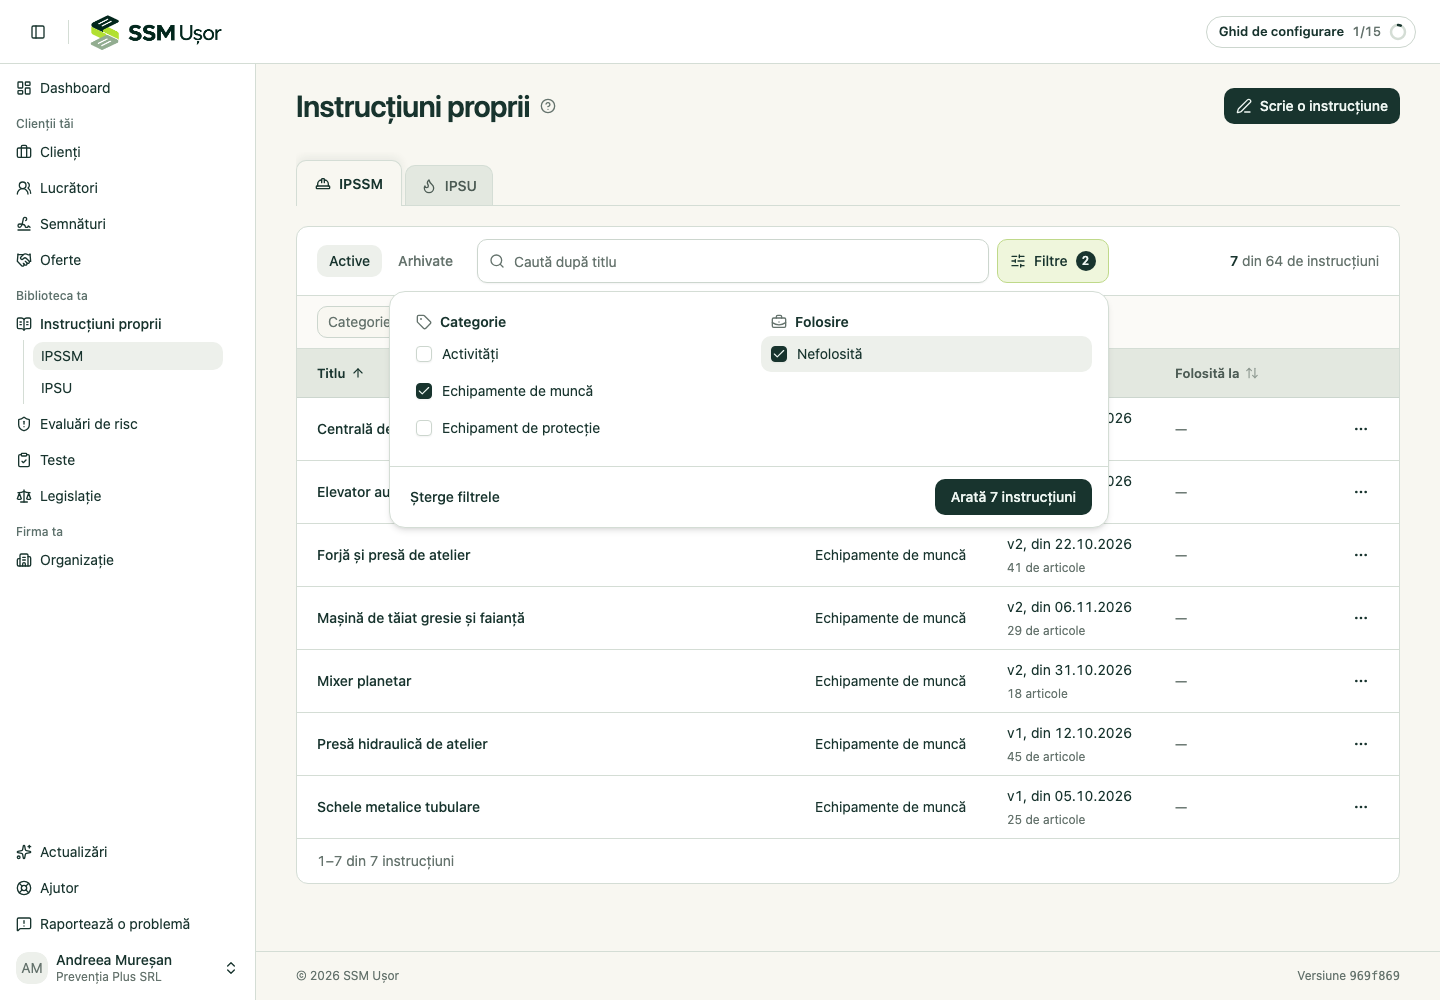 SSM Ușor
Ghid de configurare 1/15
Dashboard
Clienții tăi
Clienți
Lucrători
Semnături
Oferte
Biblioteca ta
Instrucțiuni proprii
IPSSM
IPSU
Evaluări de risc
Teste
Legislație
Firma ta
Organizație
Actualizări
Ajutor
Raportează o problemă
AM
Andreea Mureșan
Prevenția Plus SRL
Instrucțiuni proprii
Scrie o instrucțiune
IPSSM
IPSU
Active
Arhivate
Caută după titlu
Filtre 2
7 din 64 de instrucțiuni
Categorie
Categorie
Activități
Echipamente de muncă
Echipament de protecție
Folosire
Nefolosită
Șterge filtrele
Arată 7 instrucțiuni
Titlu
Folosită la
Centrală
026
—
Elevator
026
—
Forjă și presă de atelier
Echipamente de muncă
v2, din 22.10.2026
41 de articole
—
Mașină de tăiat gresie și faianță
Echipamente de muncă
v2, din 06.11.2026
29 de articole
—
Mixer planetar
Echipamente de muncă
v2, din 31.10.2026
18 articole
—
Presă hidraulică de atelier
Echipamente de muncă
v1, din 12.10.2026
45 de articole
—
Schele metalice tubulare
Echipamente de muncă
v1, din 05.10.2026
25 de articole
—
1–7 din 7 instrucțiuni
© 2026 SSM Ușor
Versiune 969f869